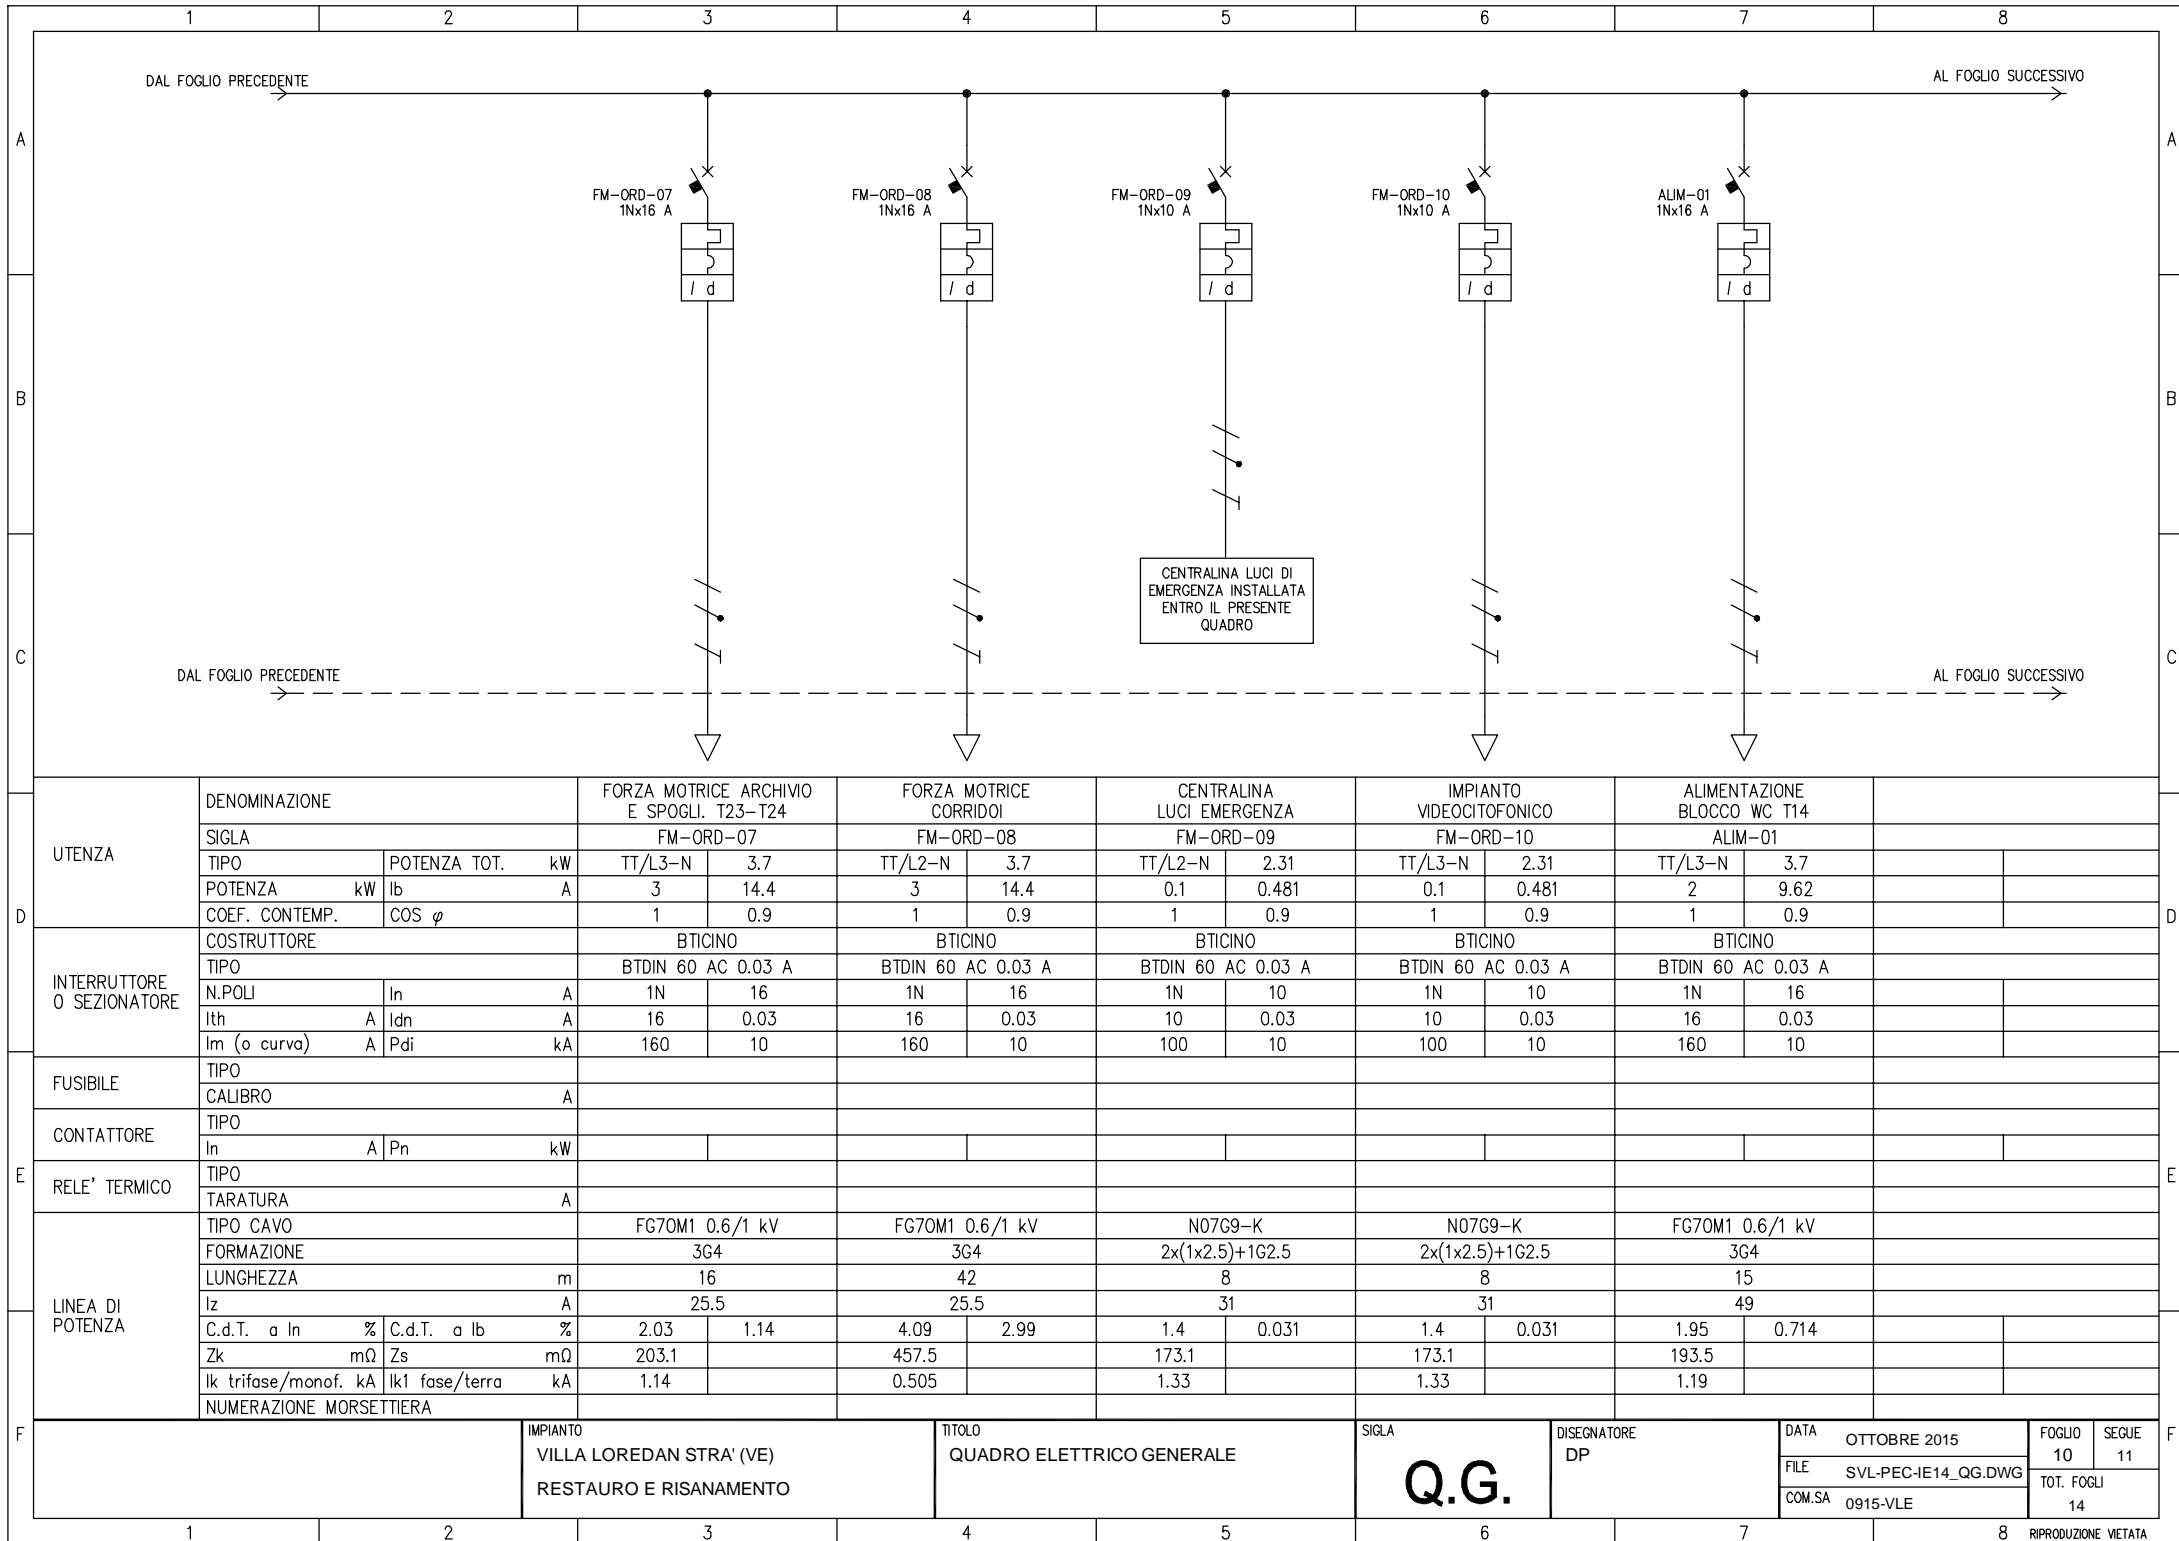 1 2 3 4 5 6 7 8
DAL FOGLIO PRECEDENTE
AL FOGLIO SUCCESSIVO
A A
FM-ORD-07
1Nx16 A
FM-ORD-08
1Nx16 A
FM-ORD-09
1Nx10 A
FM-ORD-10
1Nx10 A
ALIM-01
1Nx16 A
I d I d I d I d I d
B B
CENTRALINA LUCI DI
EMERGENZA INSTALLATA
ENTRO IL PRESENTE
QUADRO
C C
DAL FOGLIO PRECEDENTE
AL FOGLIO SUCCESSIVO
UTENZA
DENOMINAZIONE
FORZA MOTRICE ARCHIVIO
E SPOGLI. T23-T24
FORZA MOTRICE
CORRIDOI
CENTRALINA
LUCI EMERGENZA
IMPIANTO
VIDEOCITOFONICO
ALIMENTAZIONE
BLOCCO WC T14
SIGLA FM-ORD-07 FM-ORD-08 FM-ORD-09 FM-ORD-10 ALIM-01
TIPO POTENZA TOT. kW TT/L3-N 3.7 TT/L2-N 3.7 TT/L2-N 2.31 TT/L3-N 2.31 TT/L3-N 3.7
POTENZA kW Ib A 3 14.4 3 14.4 0.1 0.481 0.1 0.481 2 9.62
D COEF. CONTEMP. COS φ 1 0.9 1 0.9 1 0.9 1 0.9 1 0.9 D
INTERRUTTORE
O SEZIONATORE
COSTRUTTORE BTICINO BTICINO BTICINO BTICINO BTICINO
TIPO BTDIN 60 AC 0.03 A BTDIN 60 AC 0.03 A BTDIN 60 AC 0.03 A BTDIN 60 AC 0.03 A BTDIN 60 AC 0.03 A
N.POLI In A 1N 16 1N 16 1N 10 1N 10 1N 16
Ith A Idn A 16 0.03 16 0.03 10 0.03 10 0.03 16 0.03
Im (o curva) A Pdi kA 160 10 160 10 100 10 100 10 160 10
FUSIBILE
TIPO
CALIBRO A
CONTATTORE
TIPO
In A Pn kW
E E
RELE' TERMICO
TIPO
TARATURA A
LINEA DI
POTENZA
TIPO CAVO FG7OM1 0.6/1 kV FG7OM1 0.6/1 kV N07G9-K N07G9-K FG7OM1 0.6/1 kV
FORMAZIONE 3G4 3G4 2x(1x2.5)+1G2.5 2x(1x2.5)+1G2.5 3G4
LUNGHEZZA m 16 42 8 8 15
Iz A 25.5 25.5 31 31 49
C.d.T. a In % C.d.T. a Ib % 2.03 1.14 4.09 2.99 1.4 0.031 1.4 0.031 1.95 0.714
Zk mΩ Zs mΩ 203.1 457.5 173.1 173.1 193.5
Ik trifase/monof. kA Ik1 fase/terra kA 1.14 0.505 1.33 1.33 1.19
NUMERAZIONE MORSETTIERA
F F
IMPIANTO
VILLA LOREDAN STRA' (VE)
RESTAURO E RISANAMENTO
TITOLO
QUADRO ELETTRICO GENERALE
SIGLA
Q.G.
DISEGNATORE
DP
DATA OTTOBRE 2015
FILE SVL-PEC-IE14_QG.DWG
COM.SA 0915-VLE
FOGLIO
10
SEGUE
11
TOT. FOGLI
14
1 2 3 4 5 6 7 8
RIPRODUZIONE VIETATA